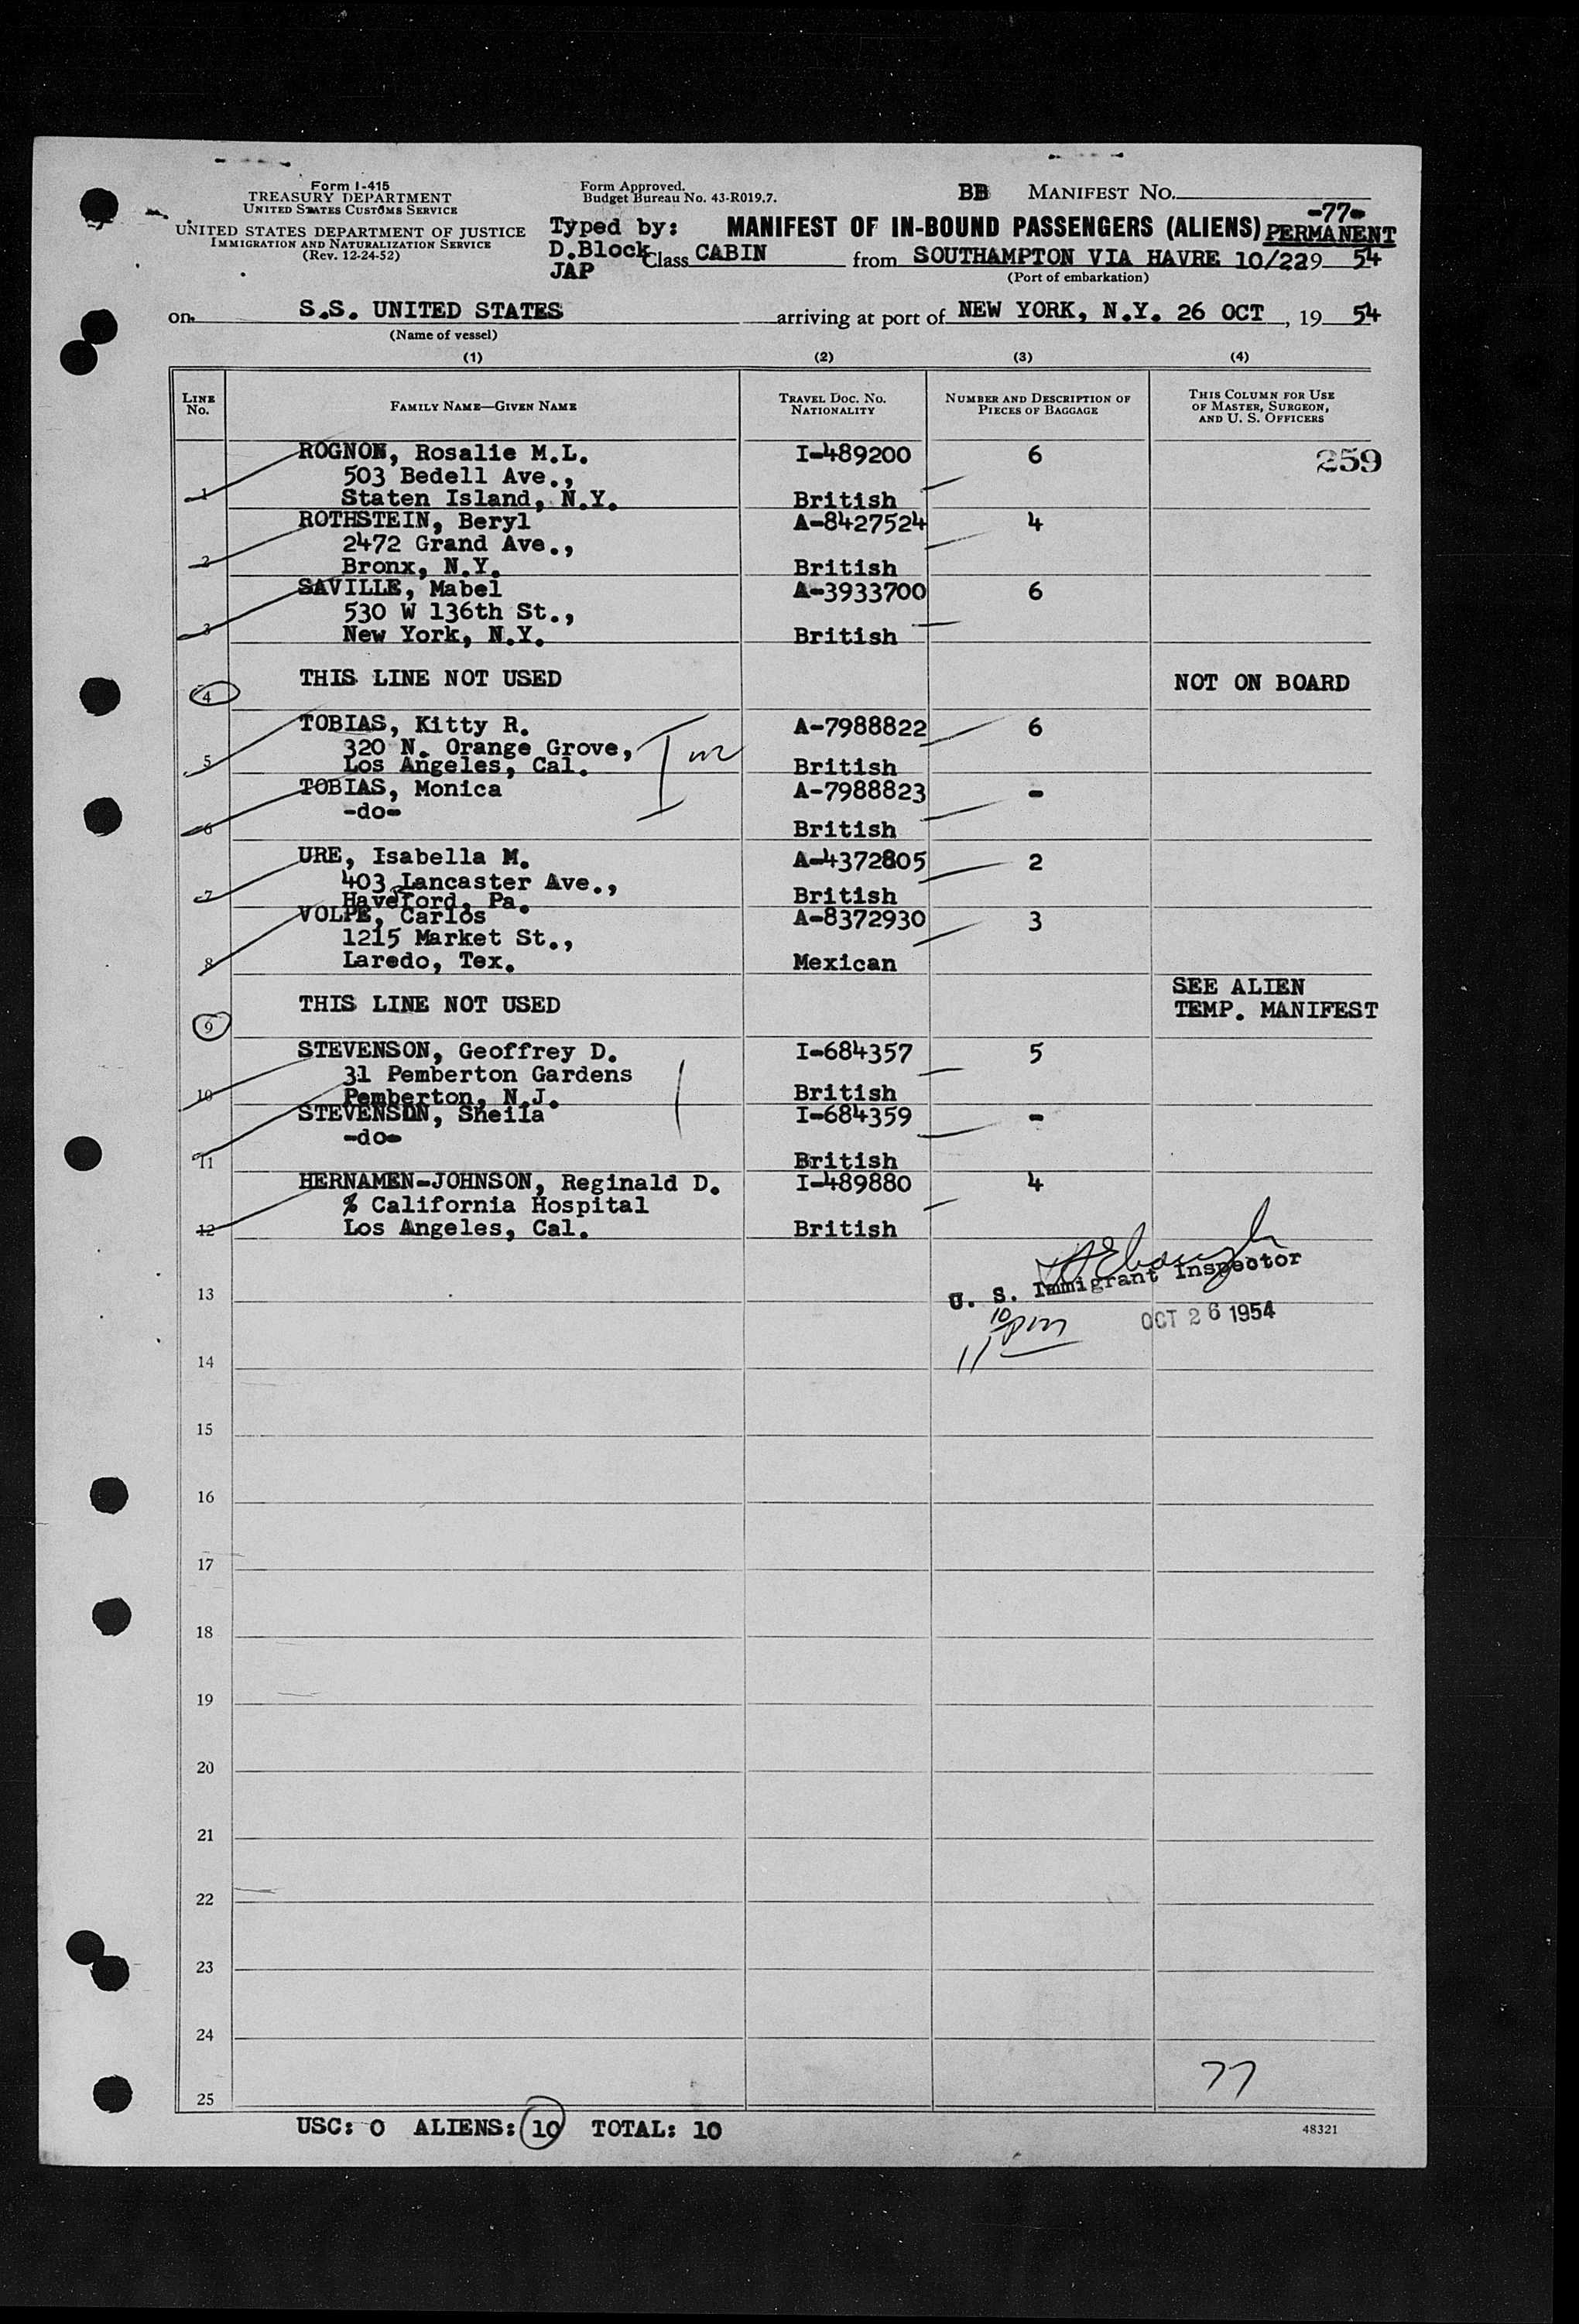 Form I-415
TREASURY DEPARTMENT
UNITED STATES CUSTOMS SERVICE
UNITED STATES DEPARTMENT OF JUSTICE
IMMIGRATION AND NATURALIZATION SERVICE
(Rev. 12-24-52)
Form Approved.
Budget Bureau No. 43-R019.7.
BB MANIFEST NO.
-77-
Typed by: MANIFEST OF IN-BOUND PASSENGERS (ALIENS) PERMANENT
D.Block Class CABIN from SOUTHAMPTON VIA HAVRE 10/22 19 54
JAP (Port of embarkation)
on S.S. UNITED STATES arriving at port of NEW YORK, N.Y. 26 OCT, 19 54
(Name of vessel)
(1) (2) (3) (4)
LINE NO. FAMILY NAME—GIVEN NAME TRAVEL DOC. NO. NATIONALITY NUMBER AND DESCRIPTION OF PIECES OF BAGGAGE THIS COLUMN FOR USE OF MASTER, SURGEON, AND U. S. OFFICERS
ROGNON, Rosalie M.L. I-489200 6 259
503 Bedell Ave.,
1 Staten Island, N.Y. British
ROTHSTEIN, Beryl A-8427524 4
2472 Grand Ave.,
2 Bronx, N.Y. British
SAVILLE, Mabel A-3933700 6
530 W 136th St.,
3 New York, N.Y. British
4 THIS LINE NOT USED NOT ON BOARD
TOBIAS, Kitty R. A-7988822 6
320 N. Orange Grove,
5 Los Angeles, Cal. British
TOBIAS, Monica A-7988823 -
-do-
6 British
URE, Isabella M. A-4372805 2
403 Lancaster Ave.,
7 Haverford, Pa. British
VOLPE, Carlos A-8372930 3
1215 Market St.,
8 Laredo, Tex. Mexican
SEE ALIEN
9 THIS LINE NOT USED TEMP. MANIFEST
STEVENSON, Geoffrey D. I-684357 5
31 Pemberton Gardens
10 Pemberton, N.J. British
STEVENSON, Sheila I-684359 -
-do-
11 British
HERNAMEN-JOHNSON, Reginald D. I-489880 4
% California Hospital
12 Los Angeles, Cal. British
13 U. S. Immigrant Inspector
OCT 26 1954
11 10 pm
14
15
16
17
18
19
20
21
22
23
24
77
25
USC: 0 ALIENS: 10 TOTAL: 10
48321